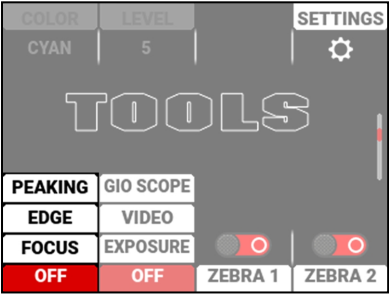 COLOR LEVEL SETTINGS
CYAN 5
TOOLS
PEAKING GIO SCOPE
EDGE VIDEO
FOCUS EXPOSURE
OFF OFF ZEBRA 1 ZEBRA 2